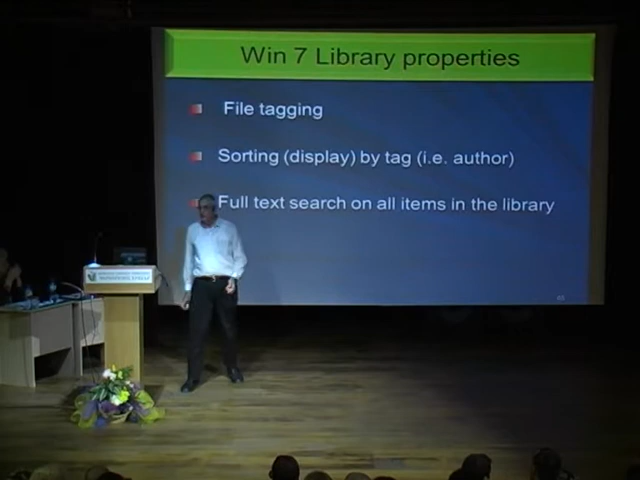 Win 7 Library properties
File tagging
Sorting (display) by tag (i.e. author)
Full text search on all items in the library